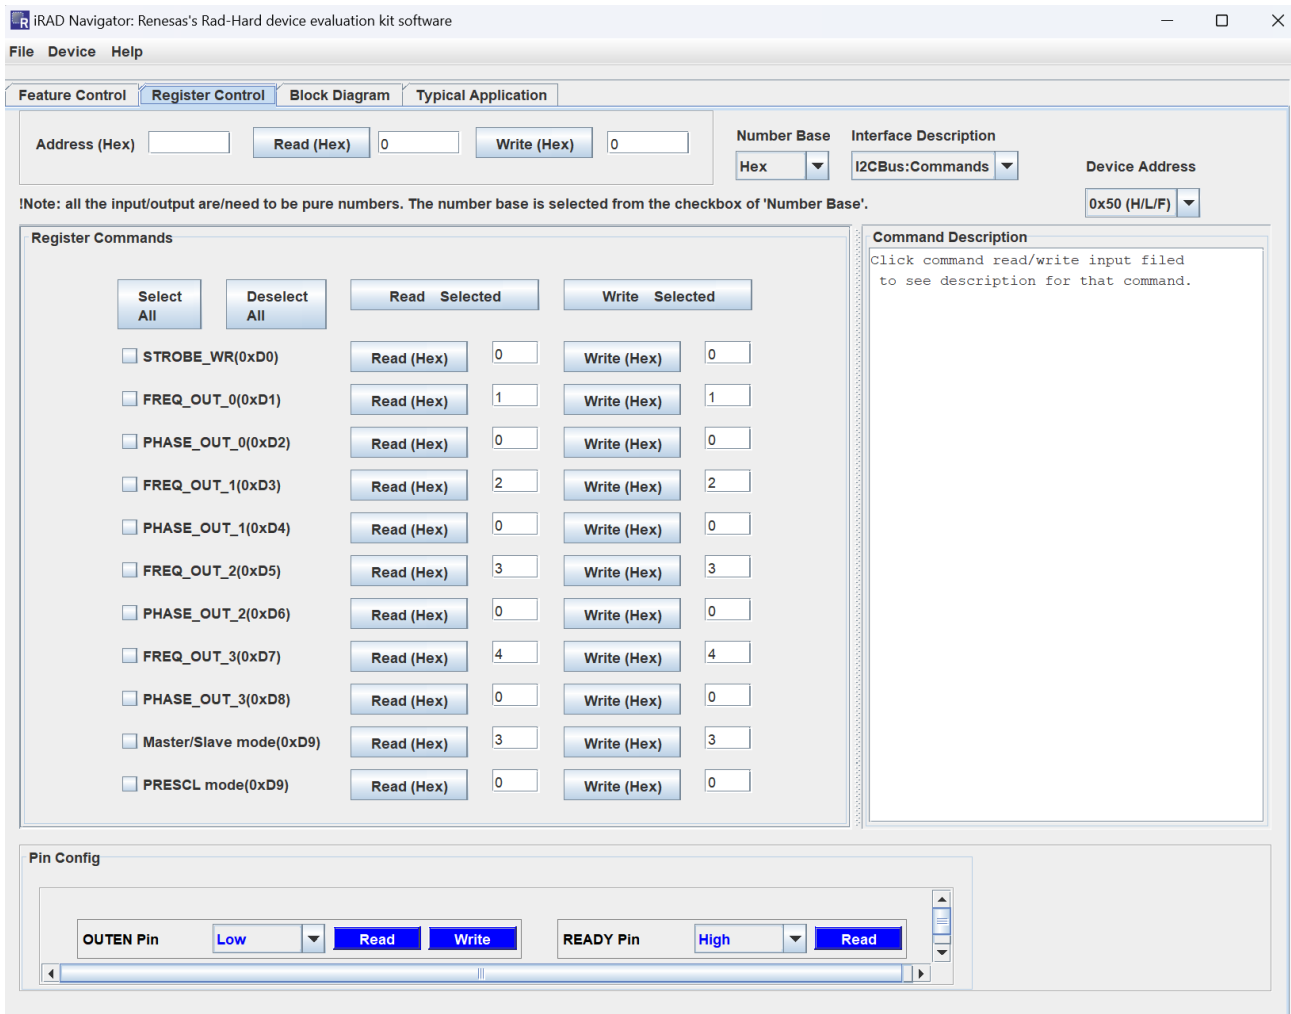 iRAD Navigator: Renesas's Rad-Hard device evaluation kit software
File Device Help
Feature Control Register Control Block Diagram Typical Application
Number Base Interface Description
Address (Hex) Read (Hex) 0 Write (Hex) 0
Hex I2CBus:Commands Device Address
!Note: all the input/output are/need to be pure numbers. The number base is selected from the checkbox of 'Number Base'. 0x50 (H/L/F)
Register Commands
Select All Deselect All Read Selected Write Selected
STROBE_WR(0xD0) Read (Hex) 0 Write (Hex) 0
FREQ_OUT_0(0xD1) Read (Hex) 1 Write (Hex) 1
PHASE_OUT_0(0xD2) Read (Hex) 0 Write (Hex) 0
FREQ_OUT_1(0xD3) Read (Hex) 2 Write (Hex) 2
PHASE_OUT_1(0xD4) Read (Hex) 0 Write (Hex) 0
FREQ_OUT_2(0xD5) Read (Hex) 3 Write (Hex) 3
PHASE_OUT_2(0xD6) Read (Hex) 0 Write (Hex) 0
FREQ_OUT_3(0xD7) Read (Hex) 4 Write (Hex) 4
PHASE_OUT_3(0xD8) Read (Hex) 0 Write (Hex) 0
Master/Slave mode(0xD9) Read (Hex) 3 Write (Hex) 3
PRESCL mode(0xD9) Read (Hex) 0 Write (Hex) 0
Command Description
Click command read/write input filed
to see description for that command.
Pin Config
OUTEN Pin Low Read Write READY Pin High Read